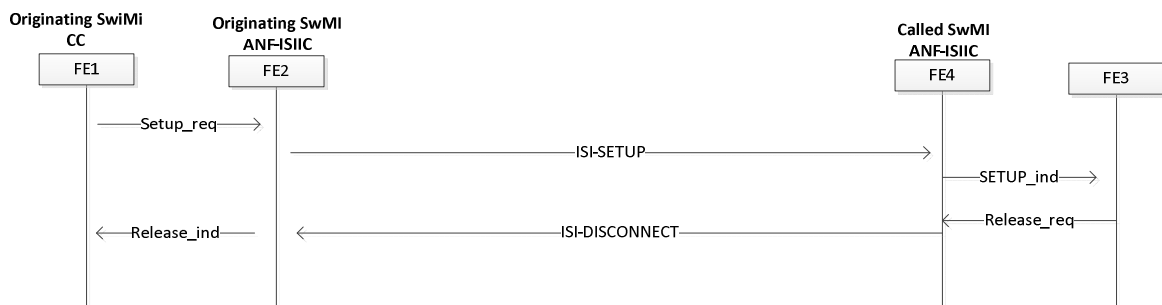 Originating SwiMi
CC
Originating SwMI
ANF-ISIIC
Called SwMI
ANF-ISIIC
FE1
FE2
FE4
FE3
Setup_req
ISI-SETUP
SETUP_ind
Release_req
Release_ind
ISI-DISCONNECT